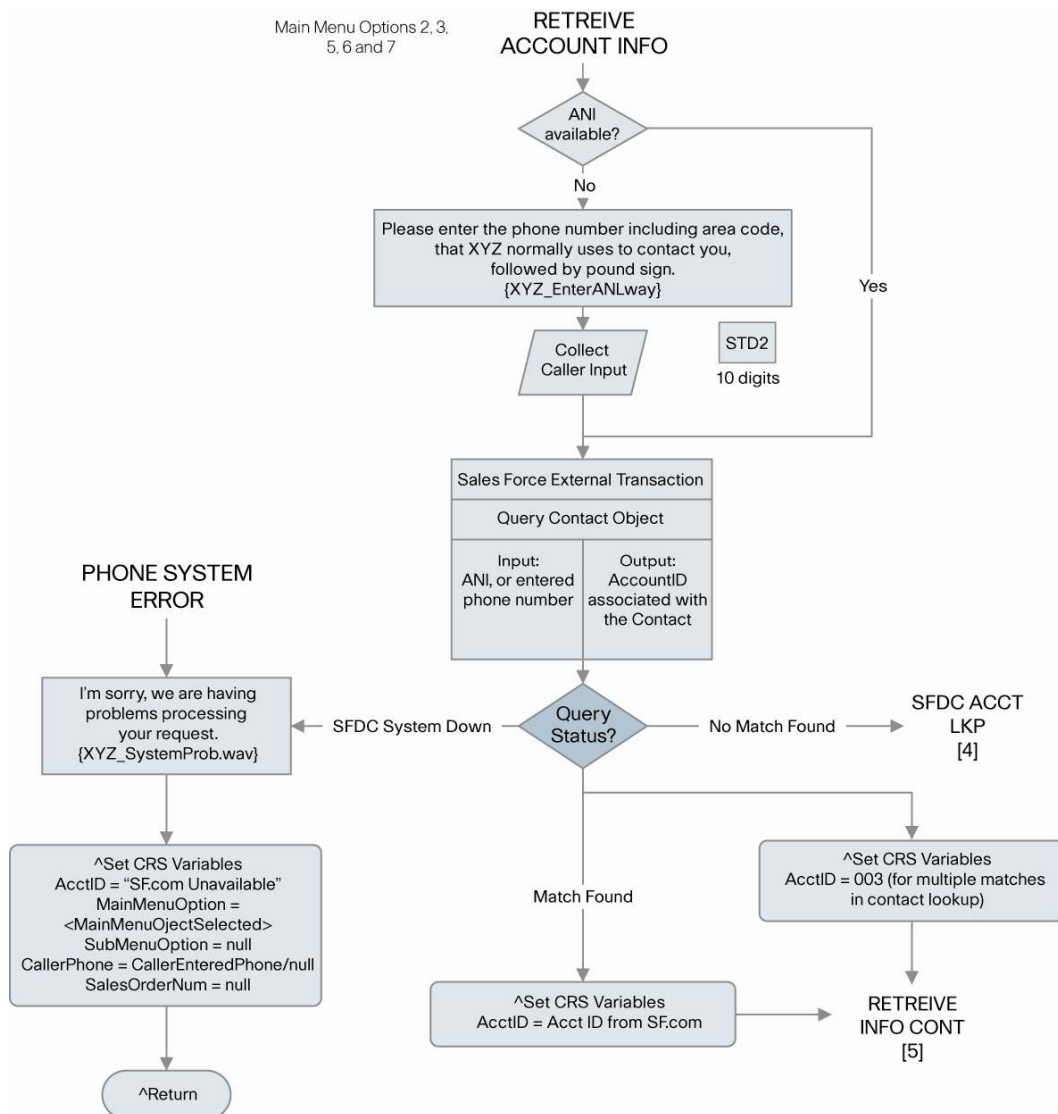 Main Menu Options 2, 3,
5, 6 and 7
RETREIVE
ACCOUNT INFO
ANI
available?
No
Yes
Please enter the phone number including area code,
that XYZ normally uses to contact you,
followed by pound sign.
{XYZ_EnterANLway}
Collect
Caller Input
STD2
10 digits
Sales Force External Transaction
Query Contact Object
Input:
ANI, or entered
phone number
Output:
AccountID
associated with
the Contact
PHONE SYSTEM
ERROR
I'm sorry, we are having
problems processing
your request.
{XYZ_SystemProb.wav}
SFDC System Down
Query
Status?
No Match Found
SFDC ACCT
LKP
[4]
^Set CRS Variables
AcctID = “SF.com Unavailable”
MainMenuOption =
<MainMenuOjectSelected>
SubMenuOption = null
CallerPhone = CallerEnteredPhone/null
SalesOrderNum = null
Match Found
^Set CRS Variables
AcctID = 003 (for multiple matches
in contact lookup)
^Set CRS Variables
AcctID = Acct ID from SF.com
RETREIVE
INFO CONT
[5]
^Return